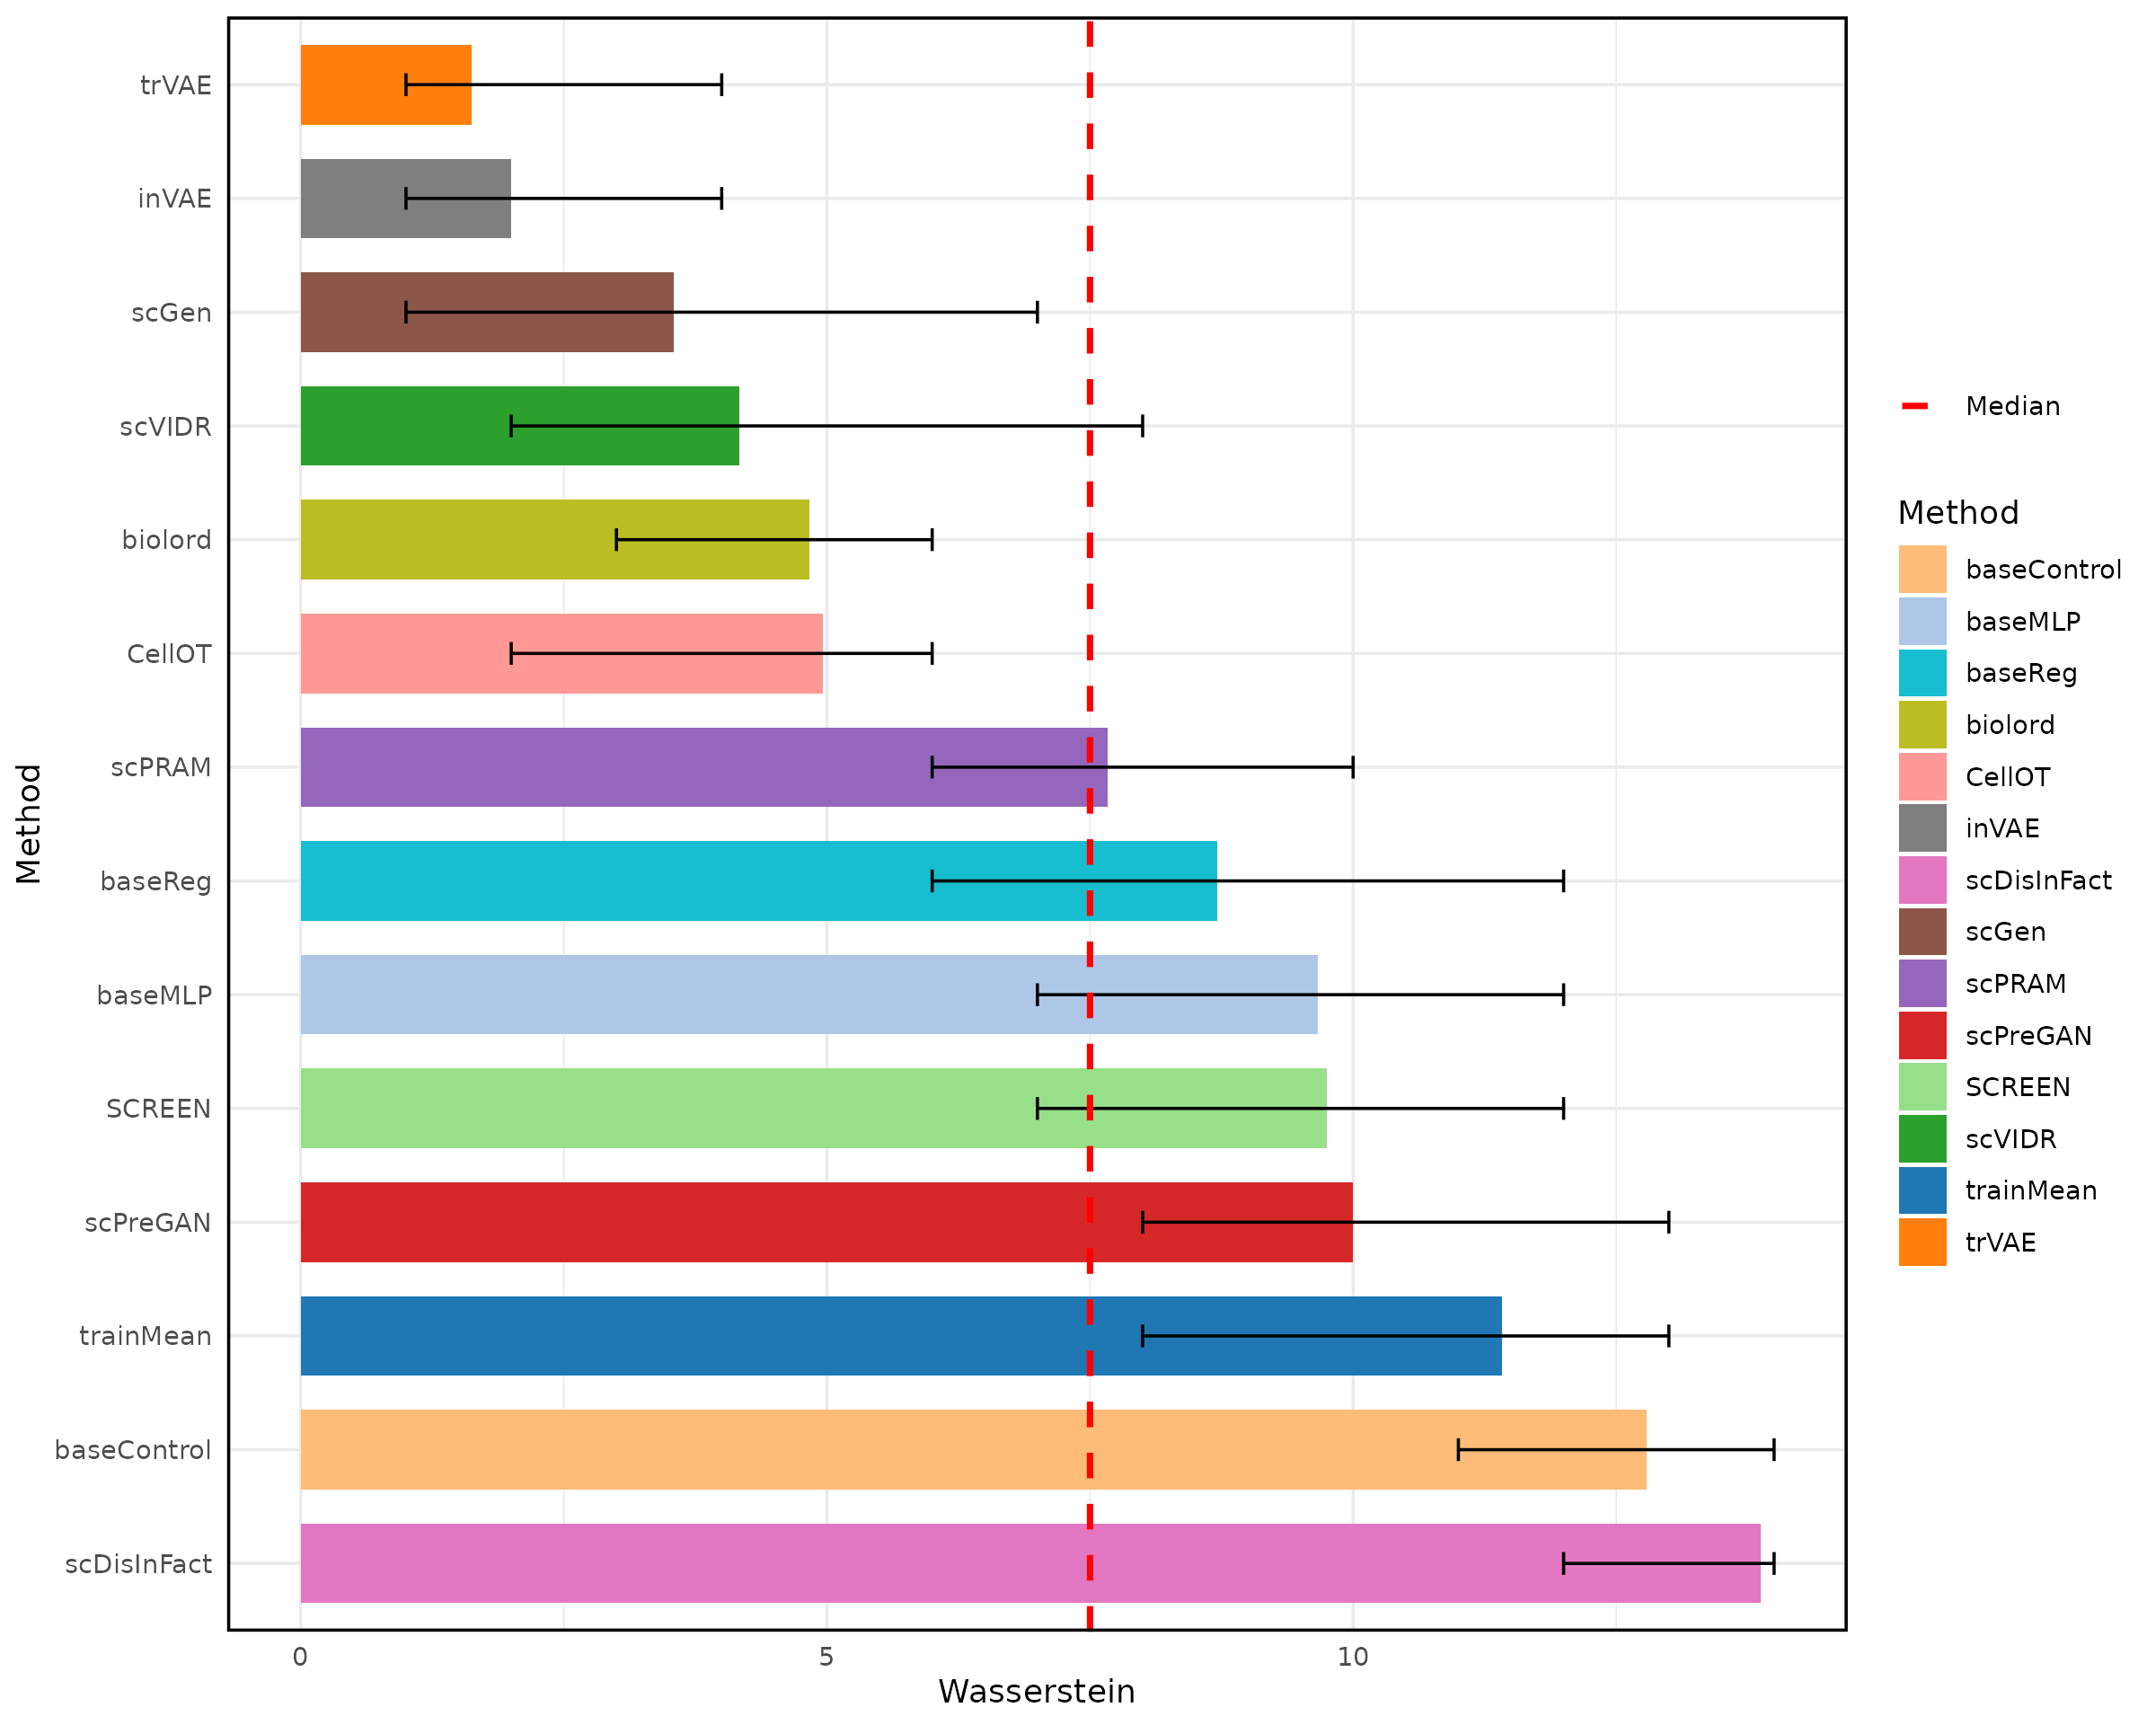 trVAE
inVAE
scGen
scVIDR
biolord
CellOT
scPRAM
baseReg
baseMLP
SCREEN
scPreGAN
trainMean
baseControl
scDisInFact
Method
0 5 10
Wasserstein
Median
Method
baseControl
baseMLP
baseReg
biolord
CellOT
inVAE
scDisInFact
scGen
scPRAM
scPreGAN
SCREEN
scVIDR
trainMean
trVAE